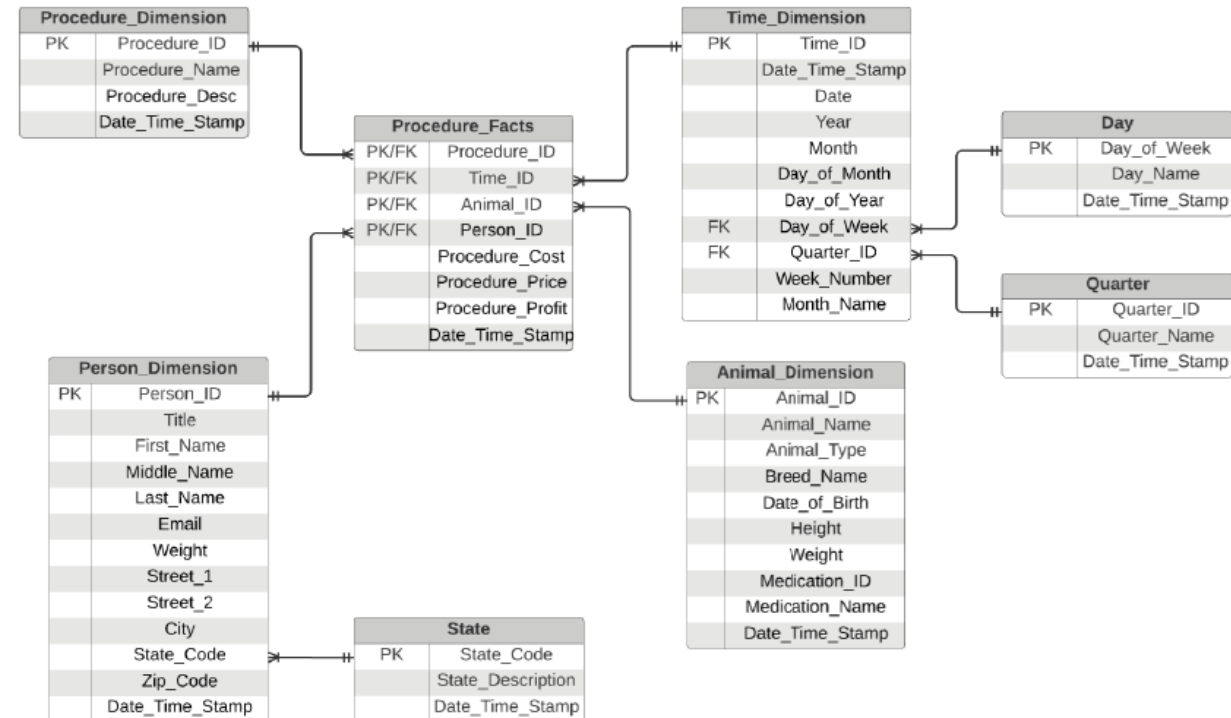 Procedure_Dimension
PK Procedure_ID
Procedure_Name
Procedure_Desc
Date_Time_Stamp
Procedure_Facts
PK/FK Procedure_ID
PK/FK Time_ID
PK/FK Animal_ID
PK/FK Person_ID
Procedure_Cost
Procedure_Price
Procedure_Profit
Date_Time_Stamp
Time_Dimension
PK Time_ID
Date_Time_Stamp
Date
Year
Month
Day_of_Month
Day_of_Year
FK Day_of_Week
FK Quarter_ID
Week_Number
Month_Name
Day
PK Day_of_Week
Day_Name
Date_Time_Stamp
Quarter
PK Quarter_ID
Quarter_Name
Date_Time_Stamp
Person_Dimension
PK Person_ID
Title
First_Name
Middle_Name
Last_Name
Email
Weight
Street_1
Street_2
City
State_Code
Zip_Code
Date_Time_Stamp
State
PK State_Code
State_Description
Date_Time_Stamp
Animal_Dimension
PK Animal_ID
Animal_Name
Animal_Type
Breed_Name
Date_of_Birth
Height
Weight
Medication_ID
Medication_Name
Date_Time_Stamp